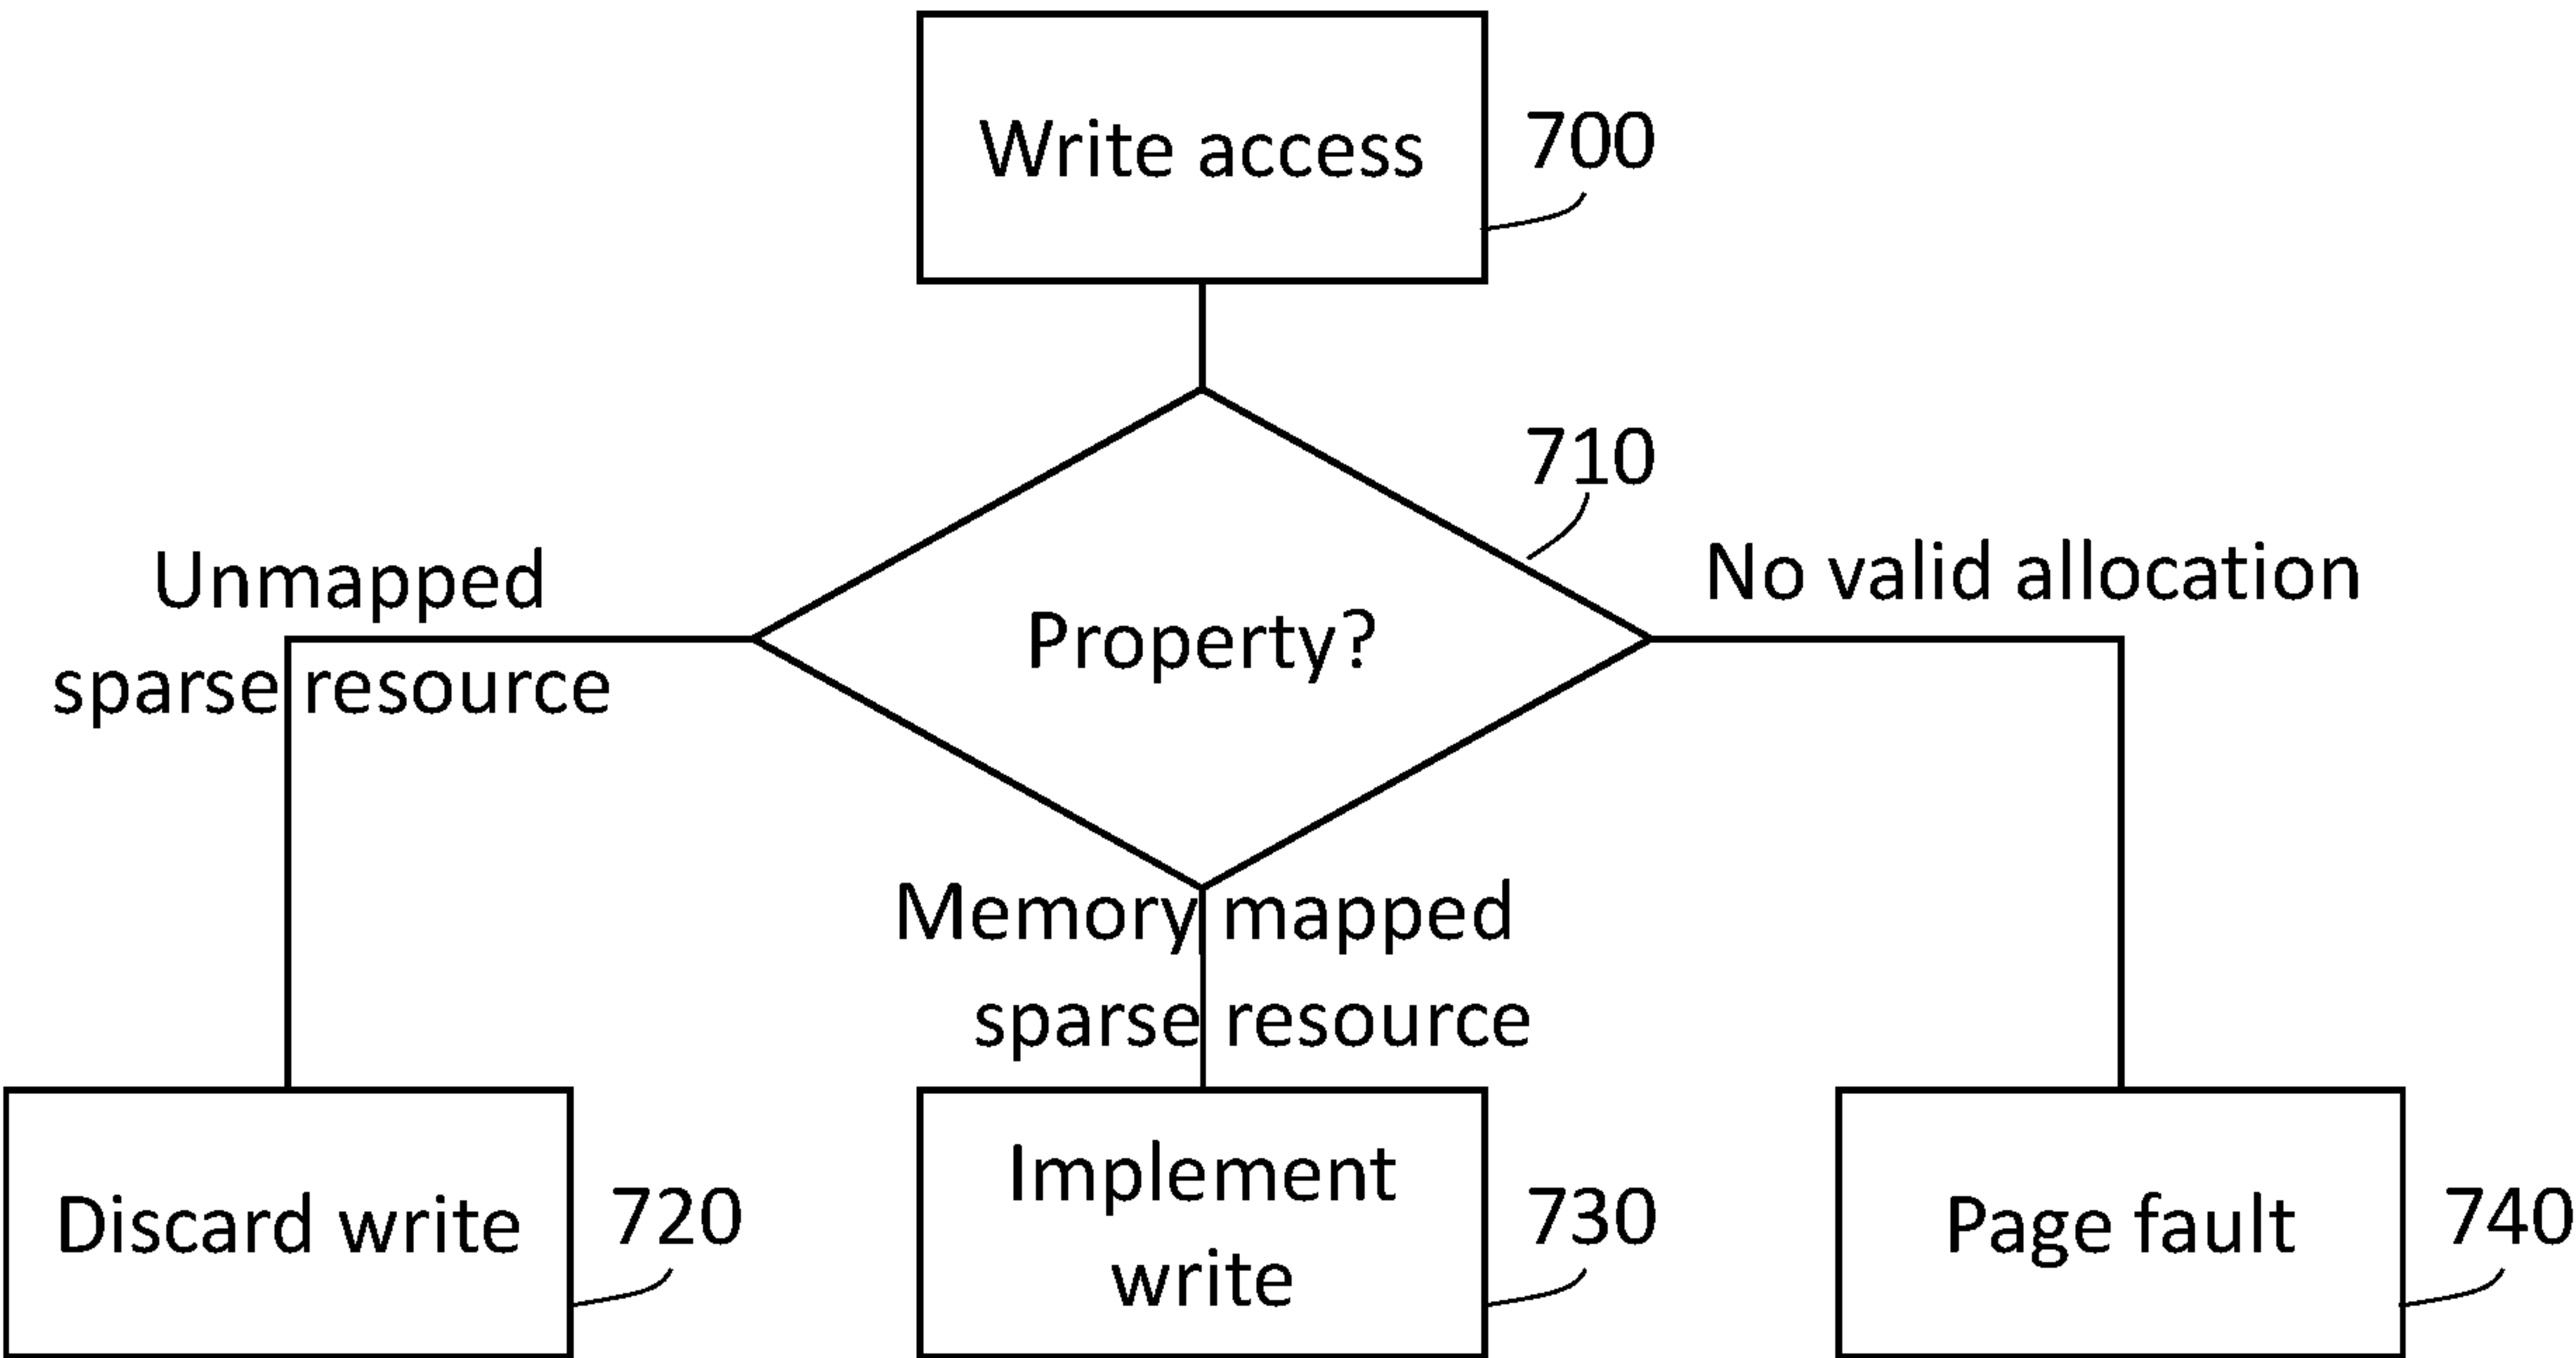 Write access
700
710
Unmapped
sparse resource
Property?
No valid allocation
Memory mapped
sparse resource
Discard write
720
Implement
write
730
Page fault
740